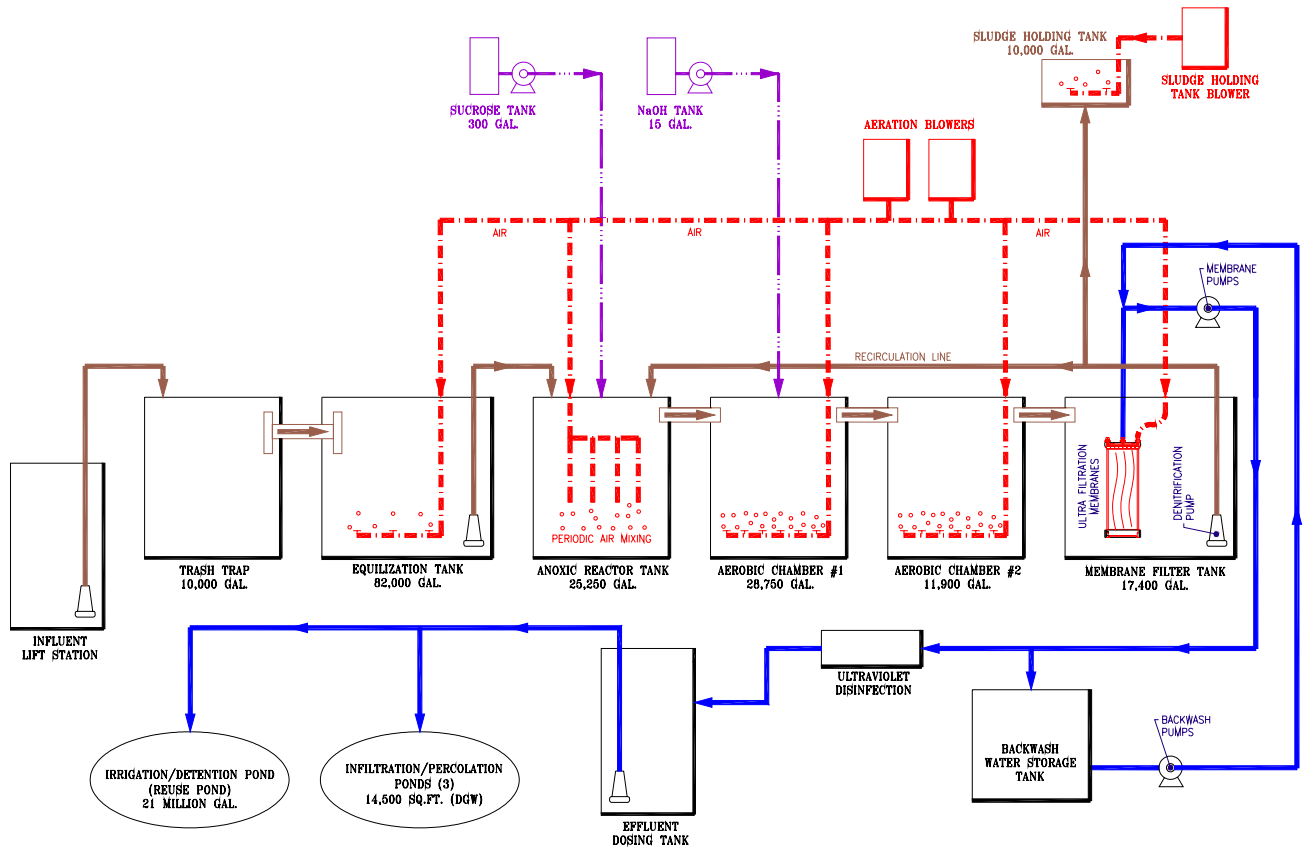 SLUDGE HOLDING TANK
10,000 GAL.
SLUDGE HOLDING
TANK BLOWER
SUCROSE TANK
300 GAL.
NaOH TANK
15 GAL.
AERATION BLOWERS
AIR
AIR
AIR
MEMBRANE
PUMPS
RECIRCULATION LINE
ULTRA FILTRATION
MEMBRANES
DENITRIFICATION
PUMP
PERIODIC AIR MIXING
TRASH TRAP
10,000 GAL.
EQUILIZATION TANK
82,000 GAL.
ANOXIC REACTOR TANK
25,250 GAL.
AEROBIC CHAMBER #1
28,750 GAL.
AEROBIC CHAMBER #2
11,900 GAL.
MEMBRANE FILTER TANK
17,400 GAL.
INFLUENT
LIFT STATION
ULTRAVIOLET
DISINFECTION
BACKWASH
PUMPS
BACKWASH
WATER STORAGE
TANK
IRRIGATION/DETENTION POND
(REUSE POND)
21 MILLION GAL.
INFILTRATION/PERCOLATION
PONDS (3)
14,500 SQ.FT. (DGW)
EFFLUENT
DOSING TANK